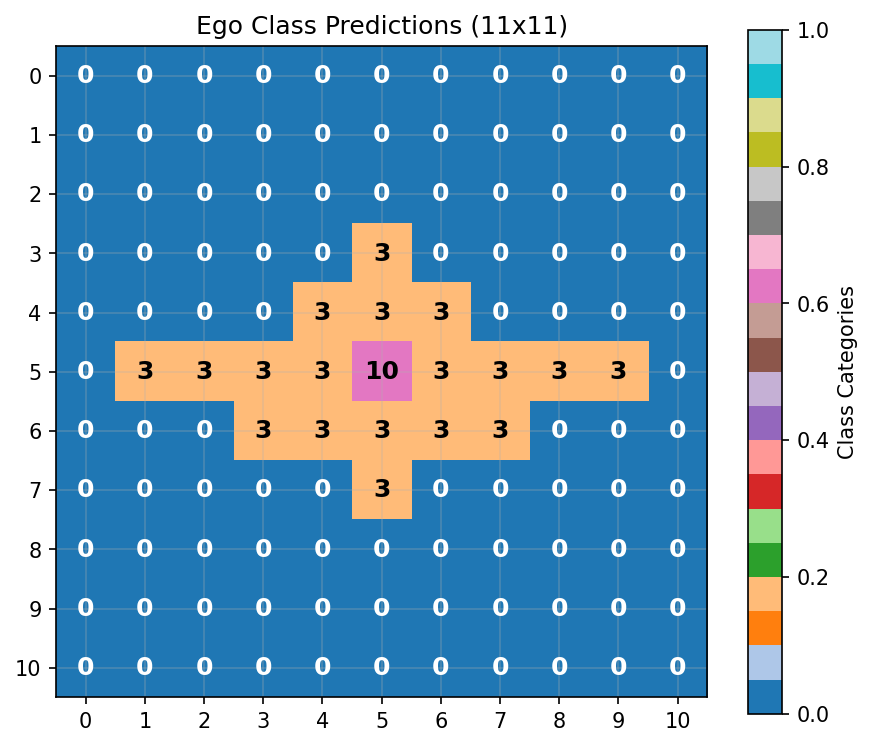 Ego Class Predictions (11x11)
0 0 0 0 0 0 0 0 0 0 0 0
1 0 0 0 0 0 0 0 0 0 0 0
2 0 0 0 0 0 0 0 0 0 0 0
3 0 0 0 0 0 3 0 0 0 0 0
4 0 0 0 0 3 3 3 0 0 0 0
5 0 3 3 3 3 10 3 3 3 3 0
6 0 0 0 3 3 3 3 3 0 0 0
7 0 0 0 0 0 3 0 0 0 0 0
8 0 0 0 0 0 0 0 0 0 0 0
9 0 0 0 0 0 0 0 0 0 0 0
10 0 0 0 0 0 0 0 0 0 0 0
0 1 2 3 4 5 6 7 8 9 10
1.0
0.8
0.6
0.4
0.2
0.0
Class Categories